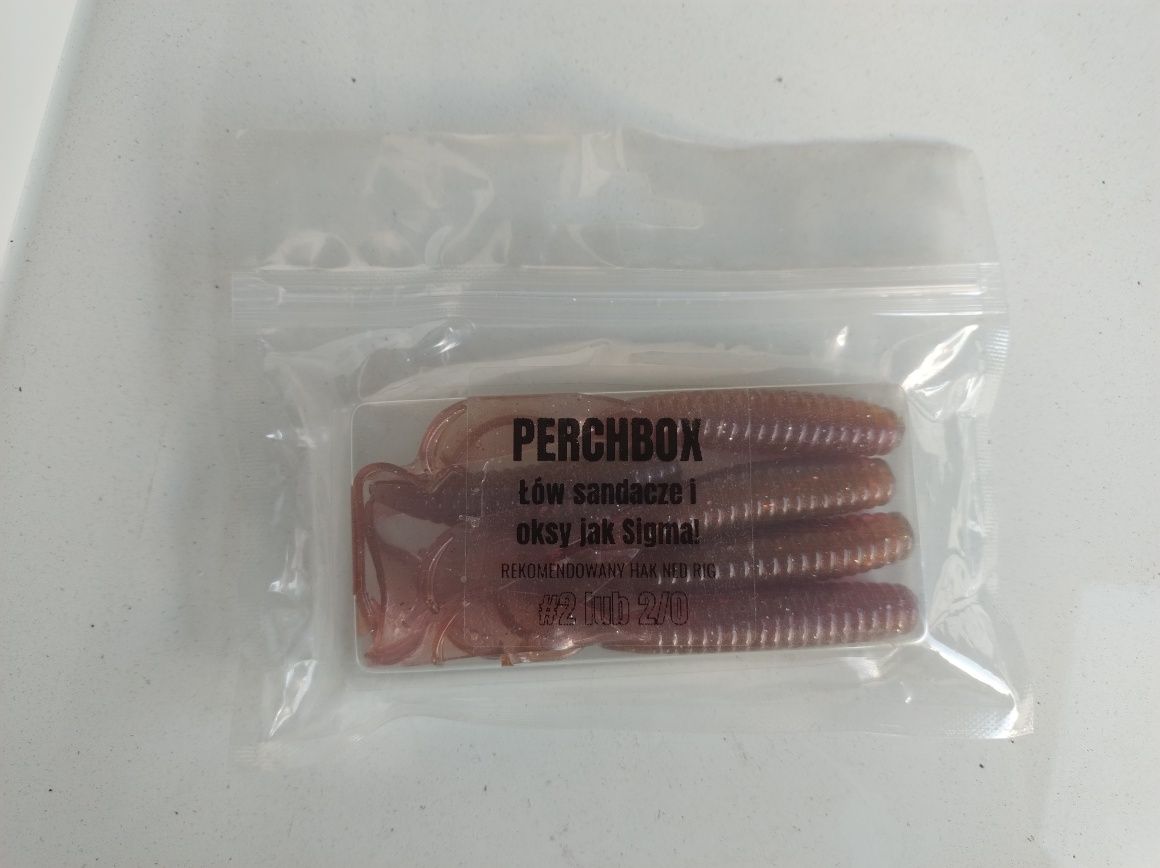 PERCHBOX
Łów sandacze i
oksy jak Sigma!
REKOMENDOWANY HAK NED RIG
#2 lub 2/0